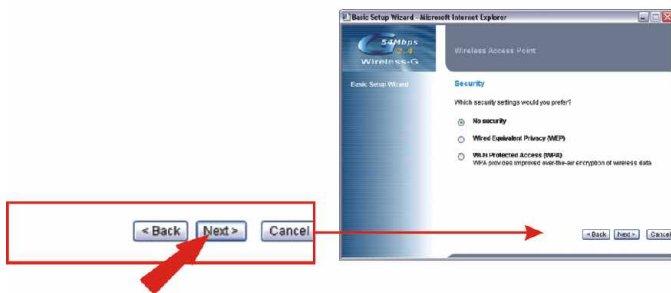 Basic Setup Wizard - Microsoft Internet Explorer
54Mbps
2.4
Wireless-G
Wireless Access Point
Basic Setup Wizard
Security
Which security settings would you prefer?
No security
Wired Equivalent Privacy (WEP)
Wi-Fi Protected Access (WPA)
WPA provides improved over-the-air encryption of wireless data
< Back Next > Cancel
< Back Next > Cancel